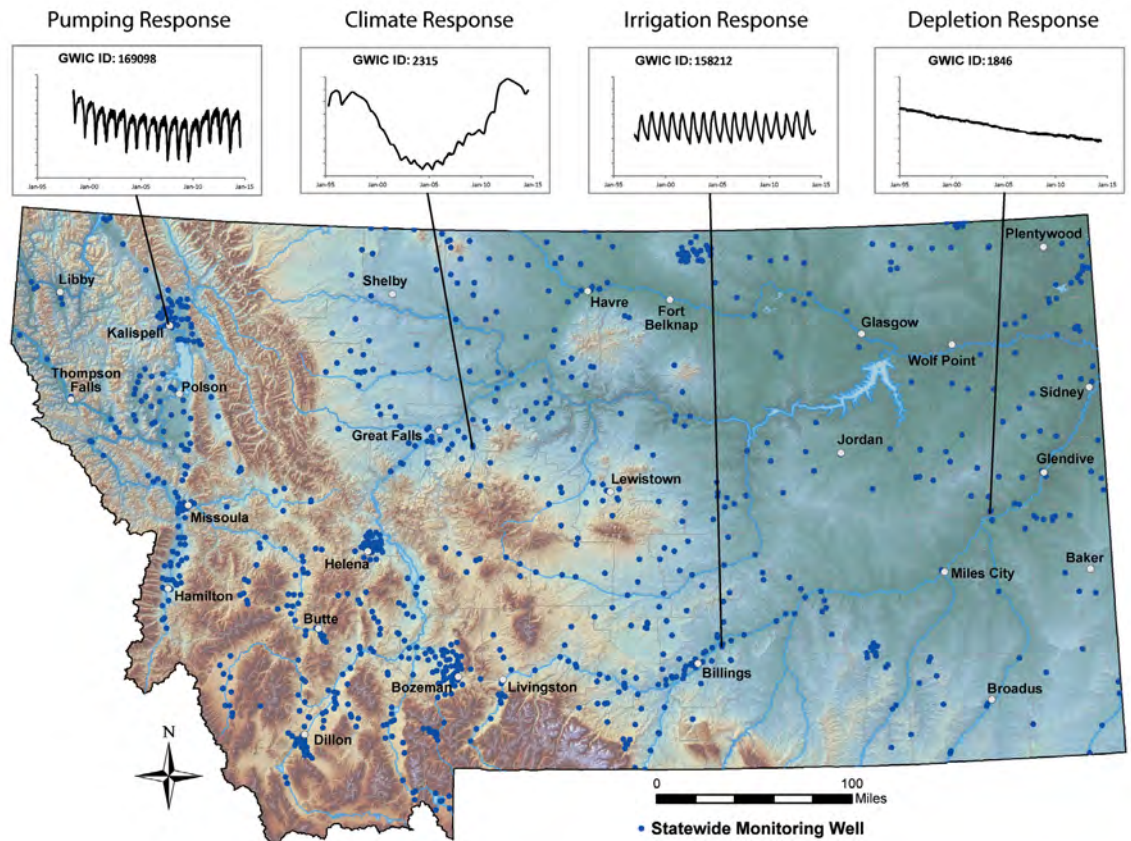 Pumping Response
Climate Response
Irrigation Response
Depletion Response
GWIC ID: 169098
GWIC ID: 2315
GWIC ID: 158212
GWIC ID: 1846
Jan-95 Jan-00 Jan-05 Jan-10 Jan-15
Jan-95 Jan-00 Jan-05 Jan-10 Jan-15
Jan-95 Jan-00 Jan-05 Jan-10 Jan-15
Jan-95 Jan-00 Jan-05 Jan-10 Jan-15
Plentywood
Libby
Shelby
Havre
Fort
Belknap
Kalispell
Glasgow
Wolf Point
Thompson
Falls
Polson
Sidney
Great Falls
Jordan
Glendive
Lewistown
Missoula
Helena
Miles City
Baker
Hamilton
Butte
Bozeman
Livingston
Billings
Broadus
Dillon
N
0 100
Miles
Statewide Monitoring Well